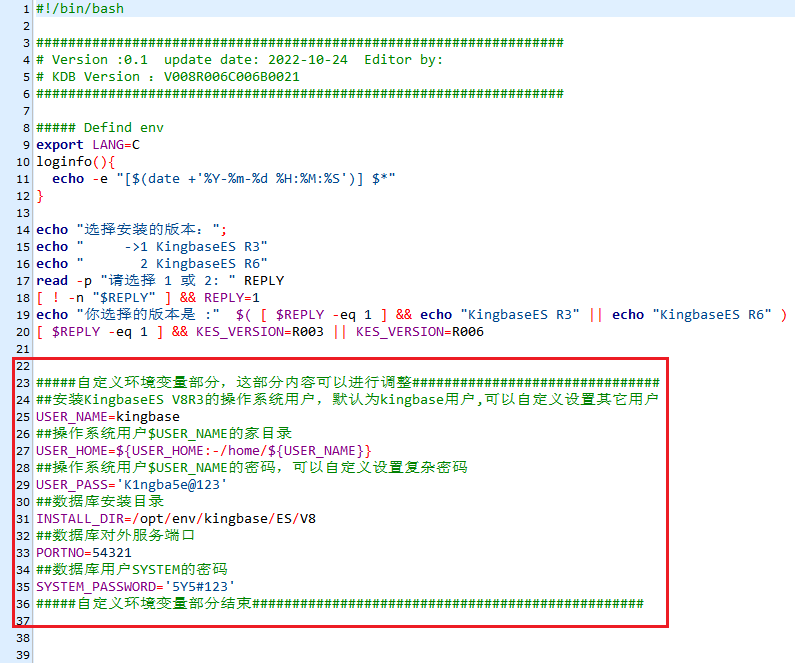 1 #!/bin/bash
2
3 ##################################################################
4 # Version :0.1  update date: 2022-10-24  Editor by:
5 # KDB Version : V008R006C006B0021
6 ##################################################################
7
8 ##### Defind env
9 export LANG=C
10 loginfo(){
11   echo -e "[$(date +'%Y-%m-%d %H:%M:%S')] $*"
12 }
13
14 echo "选择安装的版本：";
15 echo "     ->1 KingbaseES R3"
16 echo "       2 KingbaseES R6"
17 read -p "请选择 1 或 2: " REPLY
18 [ ! -n "$REPLY" ] && REPLY=1
19 echo "你选择的版本是 :"  $( [ $REPLY -eq 1 ] && echo "KingbaseES R3" || echo "KingbaseES R6" )
20 [ $REPLY -eq 1 ] && KES_VERSION=R003 || KES_VERSION=R006
21
22
23 #####自定义环境变量部分，这部分内容可以进行调整###############################
24 ##安装KingbaseES V8R3的操作系统用户，默认为kingbase用户,可以自定义设置其它用户
25 USER_NAME=kingbase
26 ##操作系统用户$USER_NAME的家目录
27 USER_HOME=${USER_HOME:-/home/${USER_NAME}}
28 ##操作系统用户$USER_NAME的密码，可以自定义设置复杂密码
29 USER_PASS='K1ngba5e@123'
30 ##数据库安装目录
31 INSTALL_DIR=/opt/env/kingbase/ES/V8
32 ##数据库对外服务端口
33 PORTNO=54321
34 ##数据库用户SYSTEM的密码
35 SYSTEM_PASSWORD='5Y5#123'
36 #####自定义环境变量部分结束#################################################
37
38
39